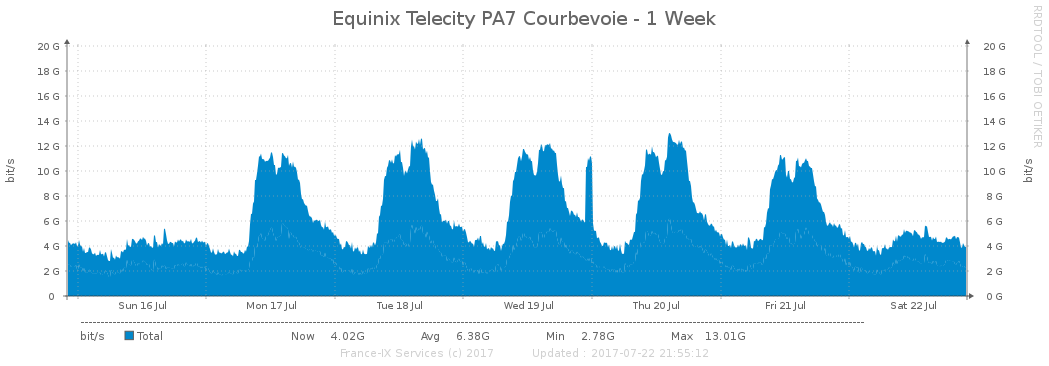 Equinix Telecity PA7 Courbevoie - 1 Week
RRDTOOL / TOBI OETIKER
20 G 20 G
18 G 18 G
16 G 16 G
14 G 14 G
12 G 12 G
10 G 10 G
8 G 8 G
6 G 6 G
4 G 4 G
2 G 2 G
0 0 G
bit/s bit/s
Sun 16 Jul Mon 17 Jul Tue 18 Jul Wed 19 Jul Thu 20 Jul Fri 21 Jul Sat 22 Jul
bit/s Total Now 4.02G Avg 6.38G Min 2.78G Max 13.01G
France-IX Services (c) 2017 Updated : 2017-07-22 21:55:12